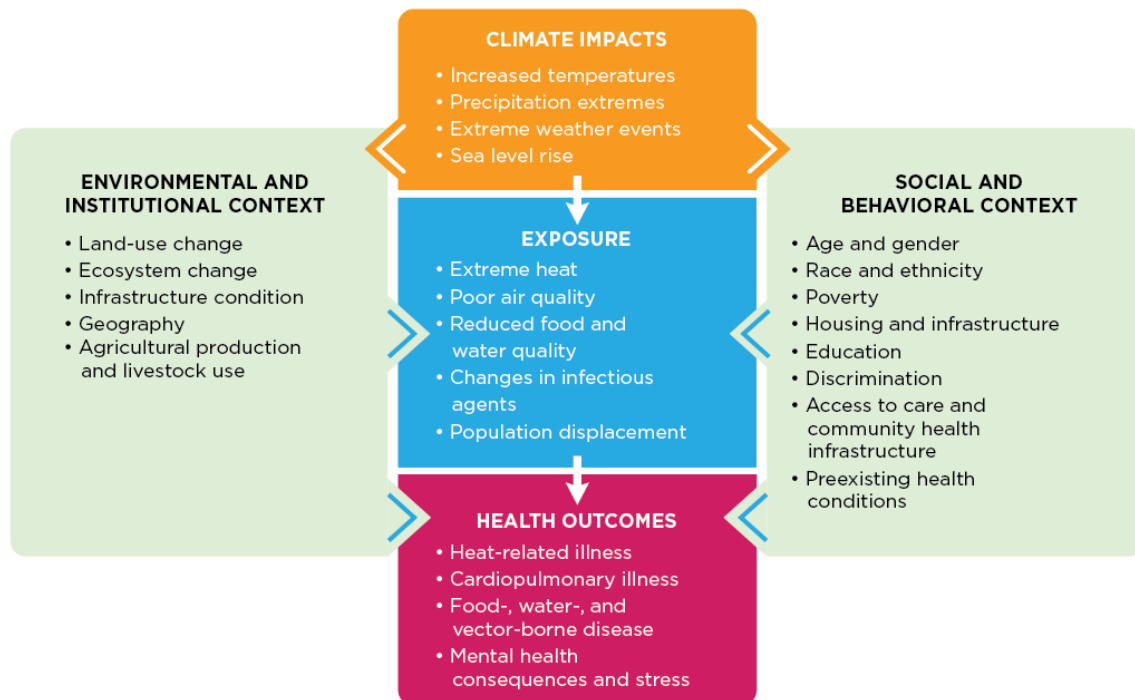 CLIMATE IMPACTS
• Increased temperatures
• Precipitation extremes
• Extreme weather events
• Sea level rise
ENVIRONMENTAL AND
INSTITUTIONAL CONTEXT
• Land-use change
• Ecosystem change
• Infrastructure condition
• Geography
• Agricultural production
and livestock use
EXPOSURE
• Extreme heat
• Poor air quality
• Reduced food and
water quality
• Changes in infectious
agents
• Population displacement
SOCIAL AND
BEHAVIORAL CONTEXT
• Age and gender
• Race and ethnicity
• Poverty
• Housing and infrastructure
• Education
• Discrimination
• Access to care and
community health
infrastructure
• Preexisting health
conditions
HEALTH OUTCOMES
• Heat-related illness
• Cardiopulmonary illness
• Food-, water-, and
vector-borne disease
• Mental health
consequences and stress